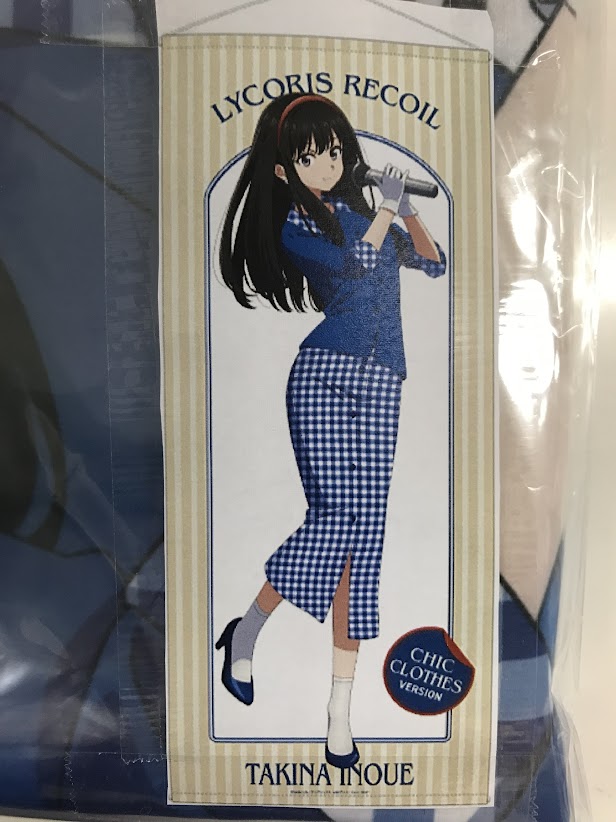 LYCORIS RECOIL
CHIC
CLOTHES
VERSION
TAKINA INOUE